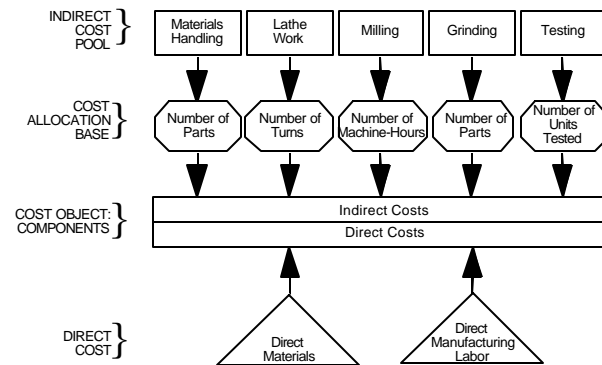 INDIRECT
COST
POOL
Materials
Handling
Lathe
Work
Milling
Grinding
Testing
COST
ALLOCATION
BASE
Number of
Parts
Number of
Turns
Number of
Machine-Hours
Number of
Parts
Number of
Units
Tested
COST OBJECT:
COMPONENTS
Indirect Costs
Direct Costs
DIRECT
COST
Direct
Materials
Direct
Manufacturing
Labor